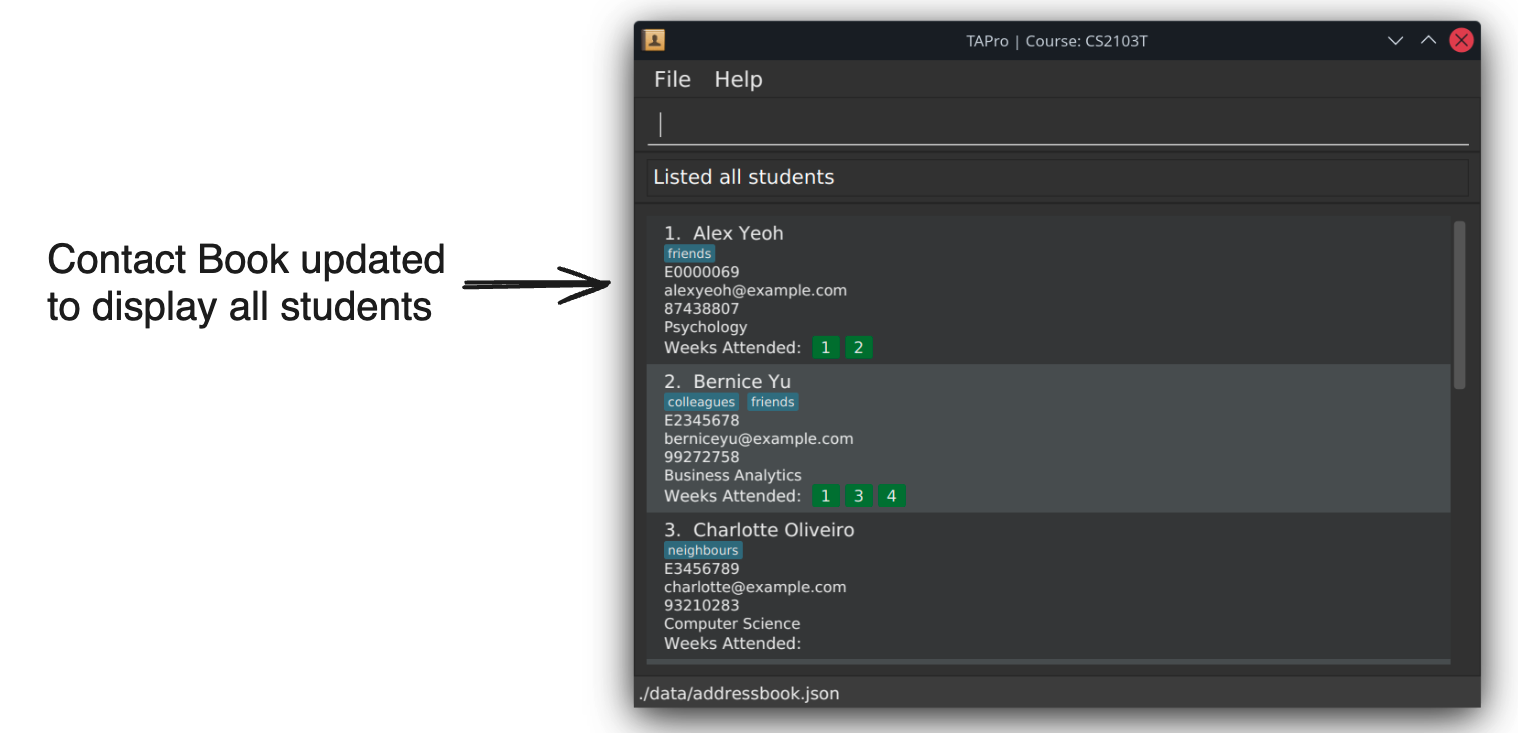 Contact Book updated
to display all students
TAPro | Course: CS2103T
File Help
Listed all students
1. Alex Yeoh
friends
E0000069
alexyeoh@example.com
87438807
Psychology
Weeks Attended: 1 2
2. Bernice Yu
colleagues friends
E2345678
berniceyu@example.com
99272758
Business Analytics
Weeks Attended: 1 3 4
3. Charlotte Oliveiro
neighbours
E3456789
charlotte@example.com
93210283
Computer Science
Weeks Attended:
./data/addressbook.json